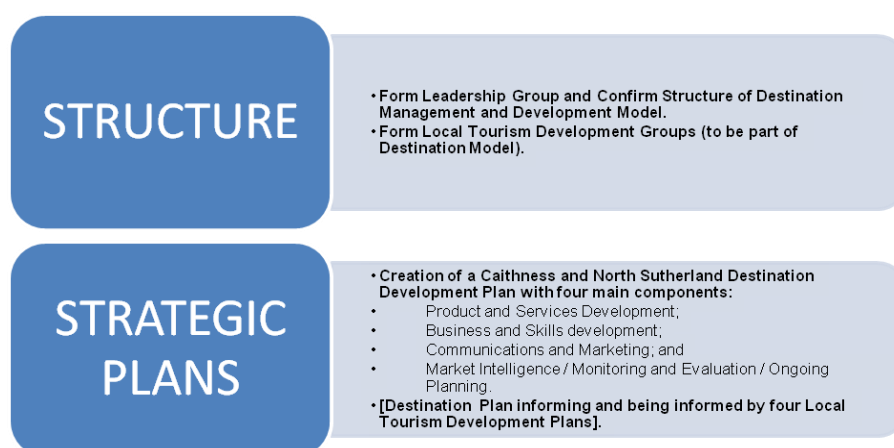 STRUCTURE
• Form Leadership Group and Confirm Structure of Destination
Management and Development Model.
• Form Local Tourism Development Groups (to be part of
Destination Model).
STRATEGIC
PLANS
• Creation of a Caithness and North Sutherland Destination
Development Plan with four main components:
• Product and Services Development;
• Business and Skills development;
• Communications and Marketing; and
• Market Intelligence / Monitoring and Evaluation / Ongoing
Planning.
• [Destination Plan informing and being informed by four Local
Tourism Development Plans].